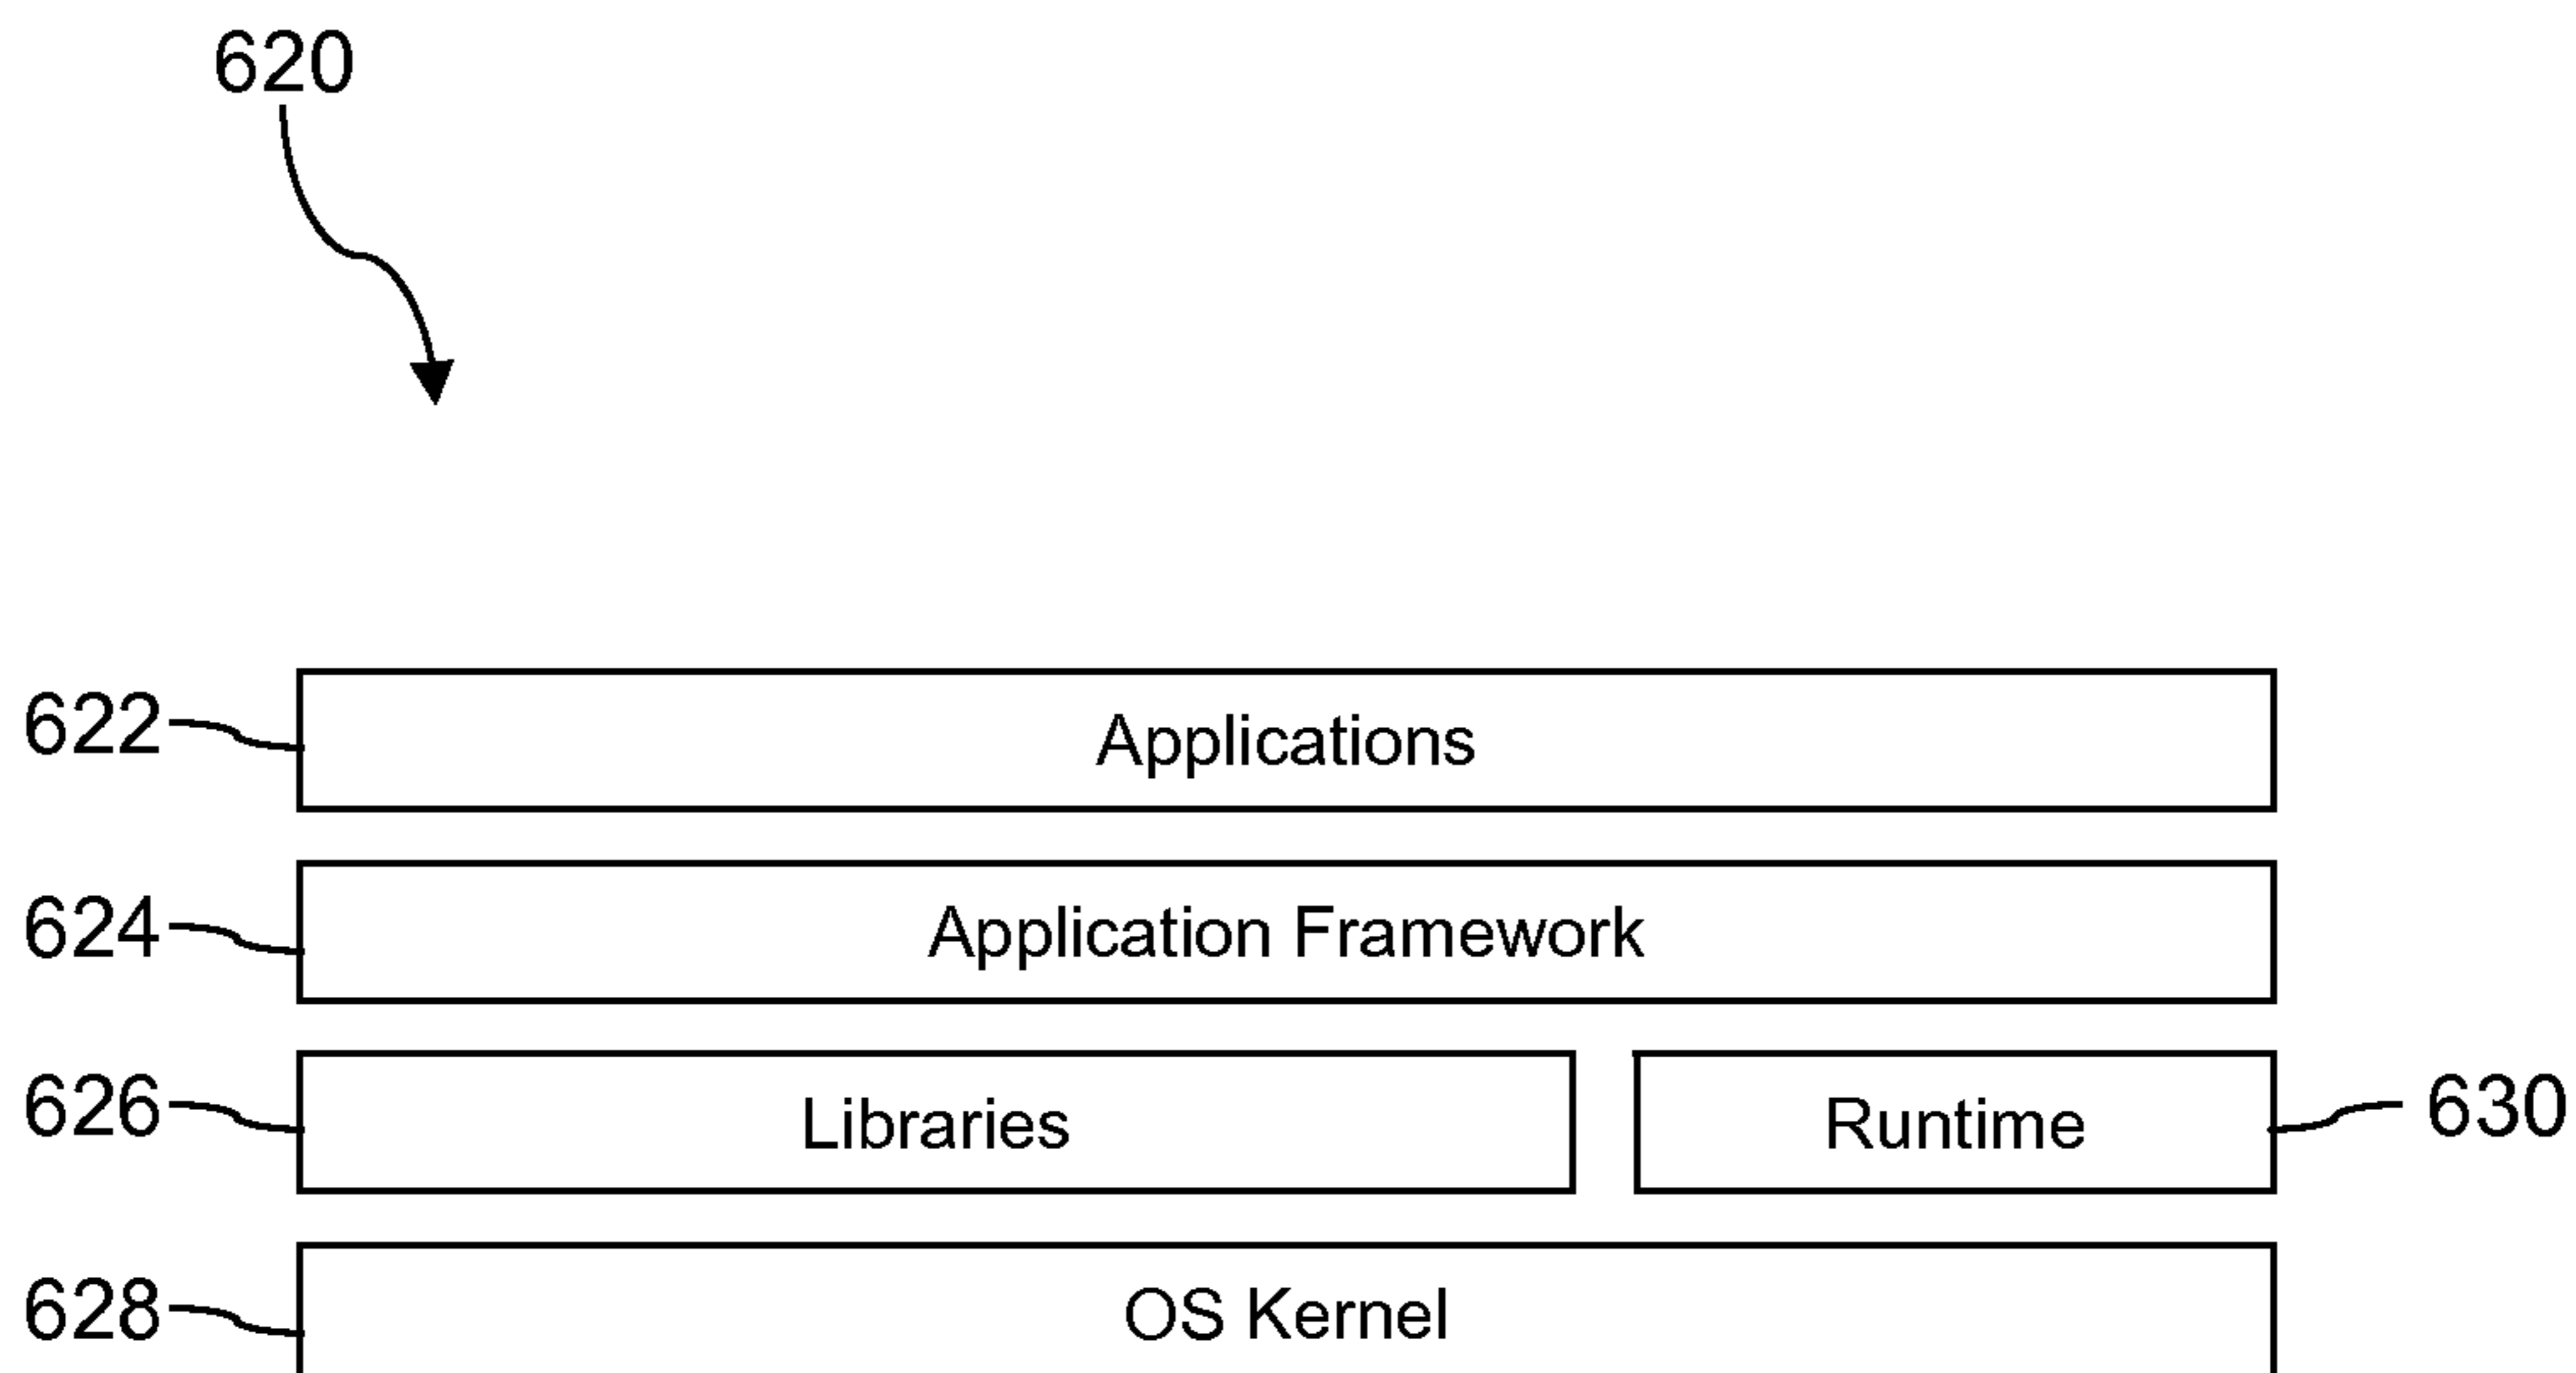 620
622 Applications
624 Application Framework
626 Libraries Runtime 630
628 OS Kernel